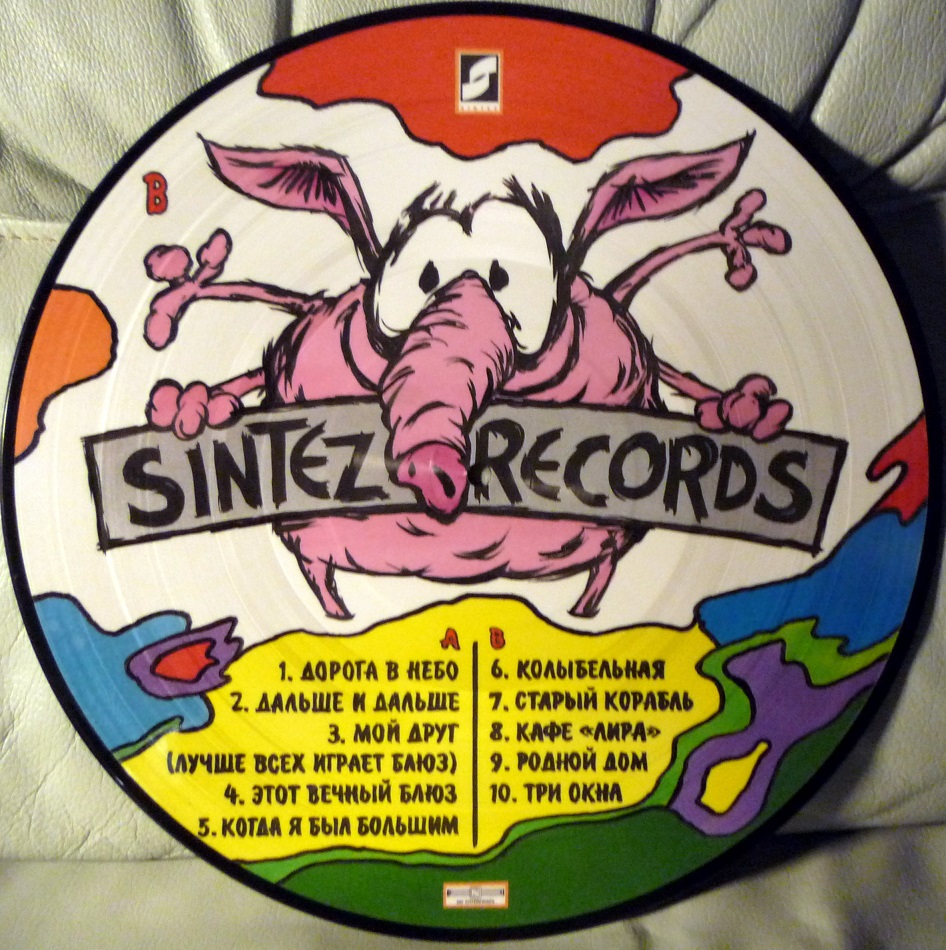 SINTEZ
B
SINTEZ RECORDS
A B
1. ДОРОГА В НЕБО
2. ДАЛЬШЕ И ДАЛЬШЕ
3. МОЙ ДРУГ
(ЛУЧШЕ ВСЕХ ИГРАЕТ БЛЮЗ)
4. ЭТОТ ВЕЧНЫЙ БЛЮЗ
5. КОГДА Я БЫЛ БОЛЬШИМ
6. КОЛЫБЕЛЬНАЯ
7. СТАРЫЙ КОРАБЛЬ
8. КАФЕ «ЛИРА»
9. РОДНОЙ ДОМ
10. ТРИ ОКНА